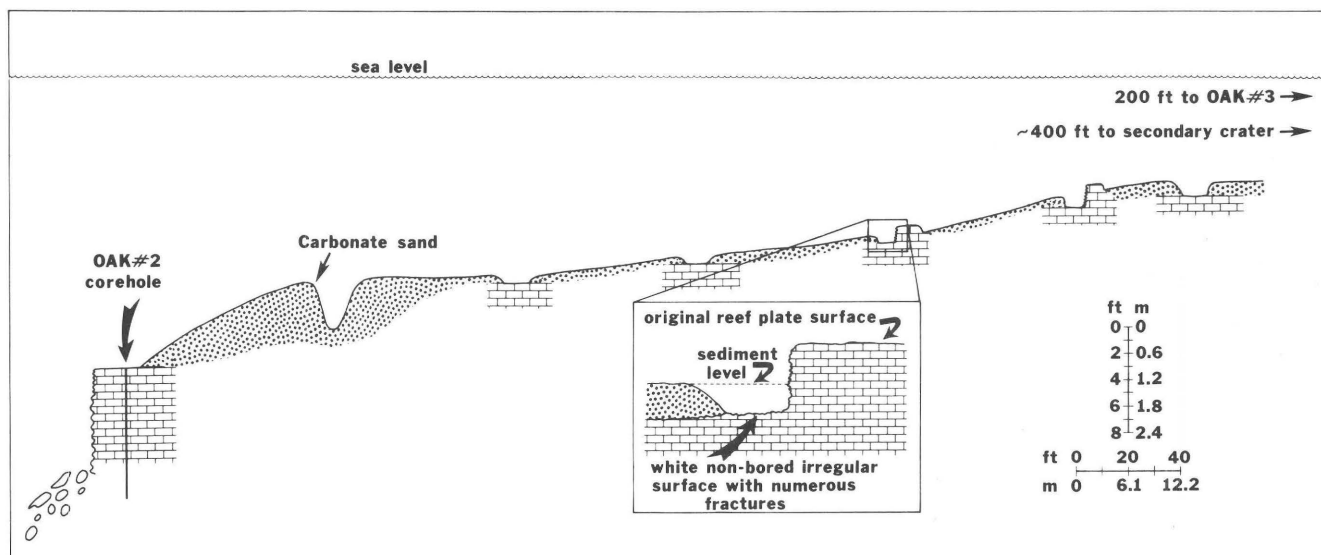 sea level
200 ft to OAK#3
~400 ft to secondary crater
Carbonate sand
OAK#2
corehole
original reef plate surface
sediment
level
white non-bored irregular
surface with numerous
fractures
ft m
0 0
2 0.6
4 1.2
6 1.8
8 2.4
ft 0 20 40
m 0 6.1 12.2